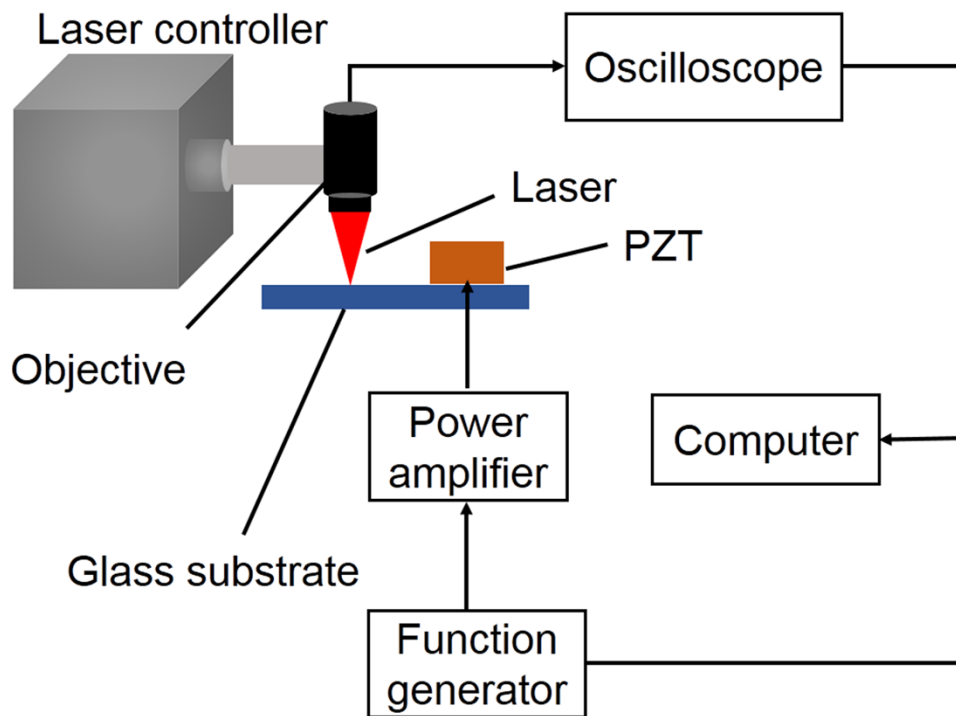 Laser controller
Oscilloscope
Laser
PZT
Objective
Power
amplifier
Computer
Glass substrate
Function
generator